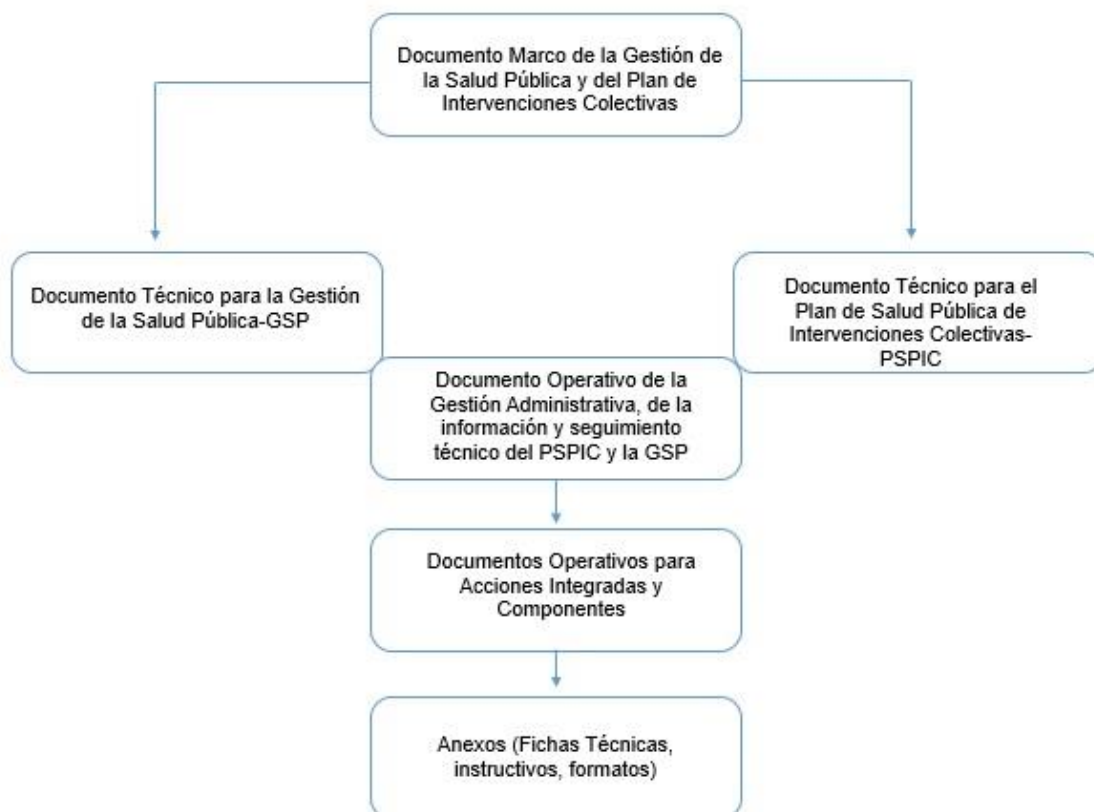 Documento Marco de la Gestión de
la Salud Pública y del Plan de
Intervenciones Colectivas
Documento Técnico para la Gestión
de la Salud Pública-GSP
Documento Técnico para el
Plan de Salud Pública de
Intervenciones Colectivas-
PSPIC
Documento Operativo de la
Gestión Administrativa, de la
información y seguimiento
técnico del PSPIC y la GSP
Documentos Operativos para
Acciones Integradas y
Componentes
Anexos (Fichas Técnicas,
instructivos, formatos)